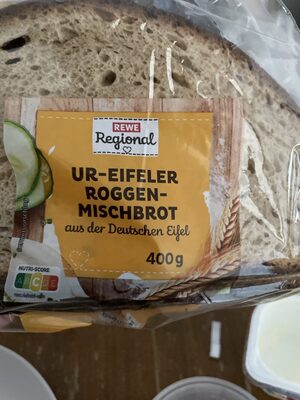 REWE
Regional
UR-EIFELER
ROGGEN-
MISCHBROT
aus der Deutschen Eifel
400g
NUTRI-SCORE